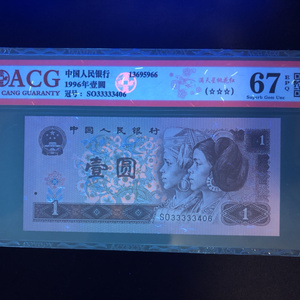 ACG
CANG GUARANTY
中国人民银行
1996年壹圆
冠号: SO33333406
13695966
(☆☆☆)
67 EPQ
Superb Gem Unc
中国人民银行
壹圆
1
1
SO33333406